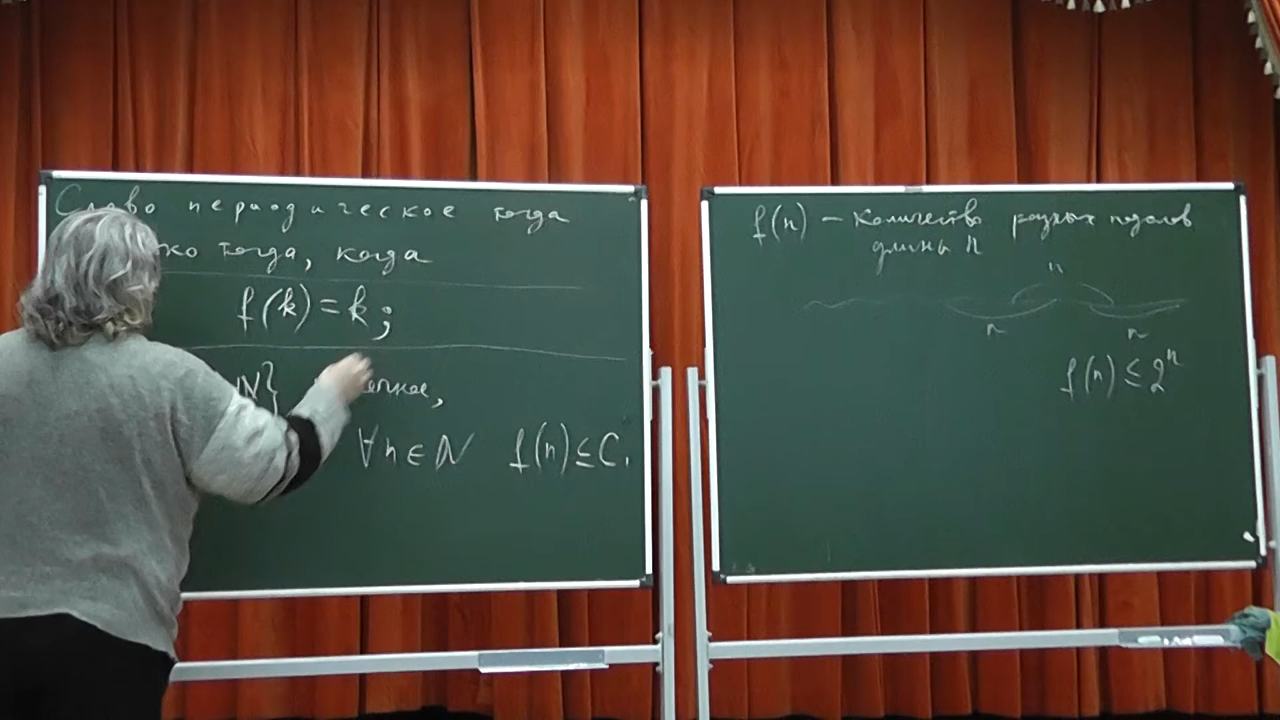 Слово периодическое тогда
тогда, когда
f(k) = k;
N}
∀n ∈ N f(n) ≤ C.
f(n) – количество разных подслов
длины n
n
n n
f(n) ≤ 2ⁿ